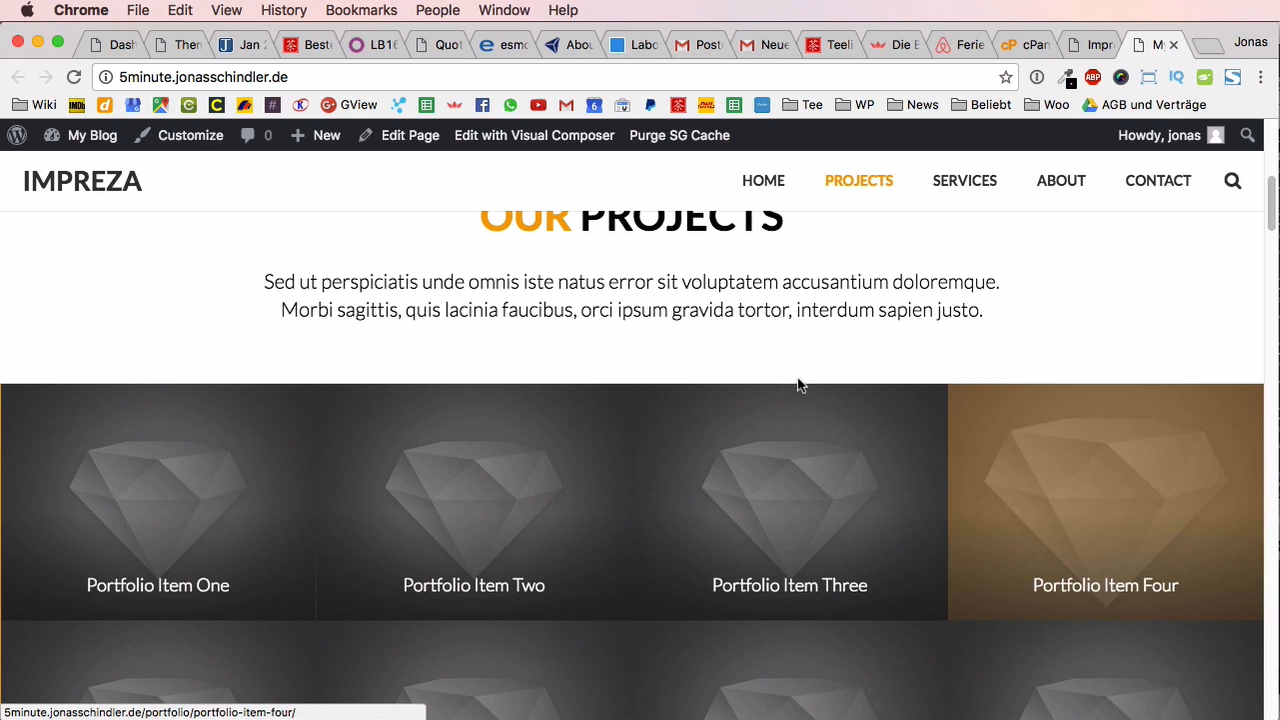 Chrome File Edit View History Bookmarks People Window Help
Dash Then Jan 2 Beste LB16 Quot esmo Abou Labo Post Neue Teeli Die E Ferie cPan Impr My Jonas
5minute.jonasschindler.de
Wiki GView Tee WP News Beliebt Woo AGB und Verträge
My Blog Customize 0 New Edit Page Edit with Visual Composer Purge SG Cache Howdy, jonas
IMPREZA HOME PROJECTS SERVICES ABOUT CONTACT
OUR PROJECTS
Sed ut perspiciatis unde omnis iste natus error sit voluptatem accusantium doloremque.
Morbi sagittis, quis lacinia faucibus, orci ipsum gravida tortor, interdum sapien justo.
Portfolio Item One Portfolio Item Two Portfolio Item Three Portfolio Item Four
5minute.jonasschindler.de/portfolio/portfolio-item-four/